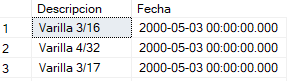 Descripcion Fecha
1 Varilla 3/16 2000-05-03 00:00:00.000
2 Varilla 4/32 2000-05-03 00:00:00.000
3 Varilla 3/17 2000-05-03 00:00:00.000